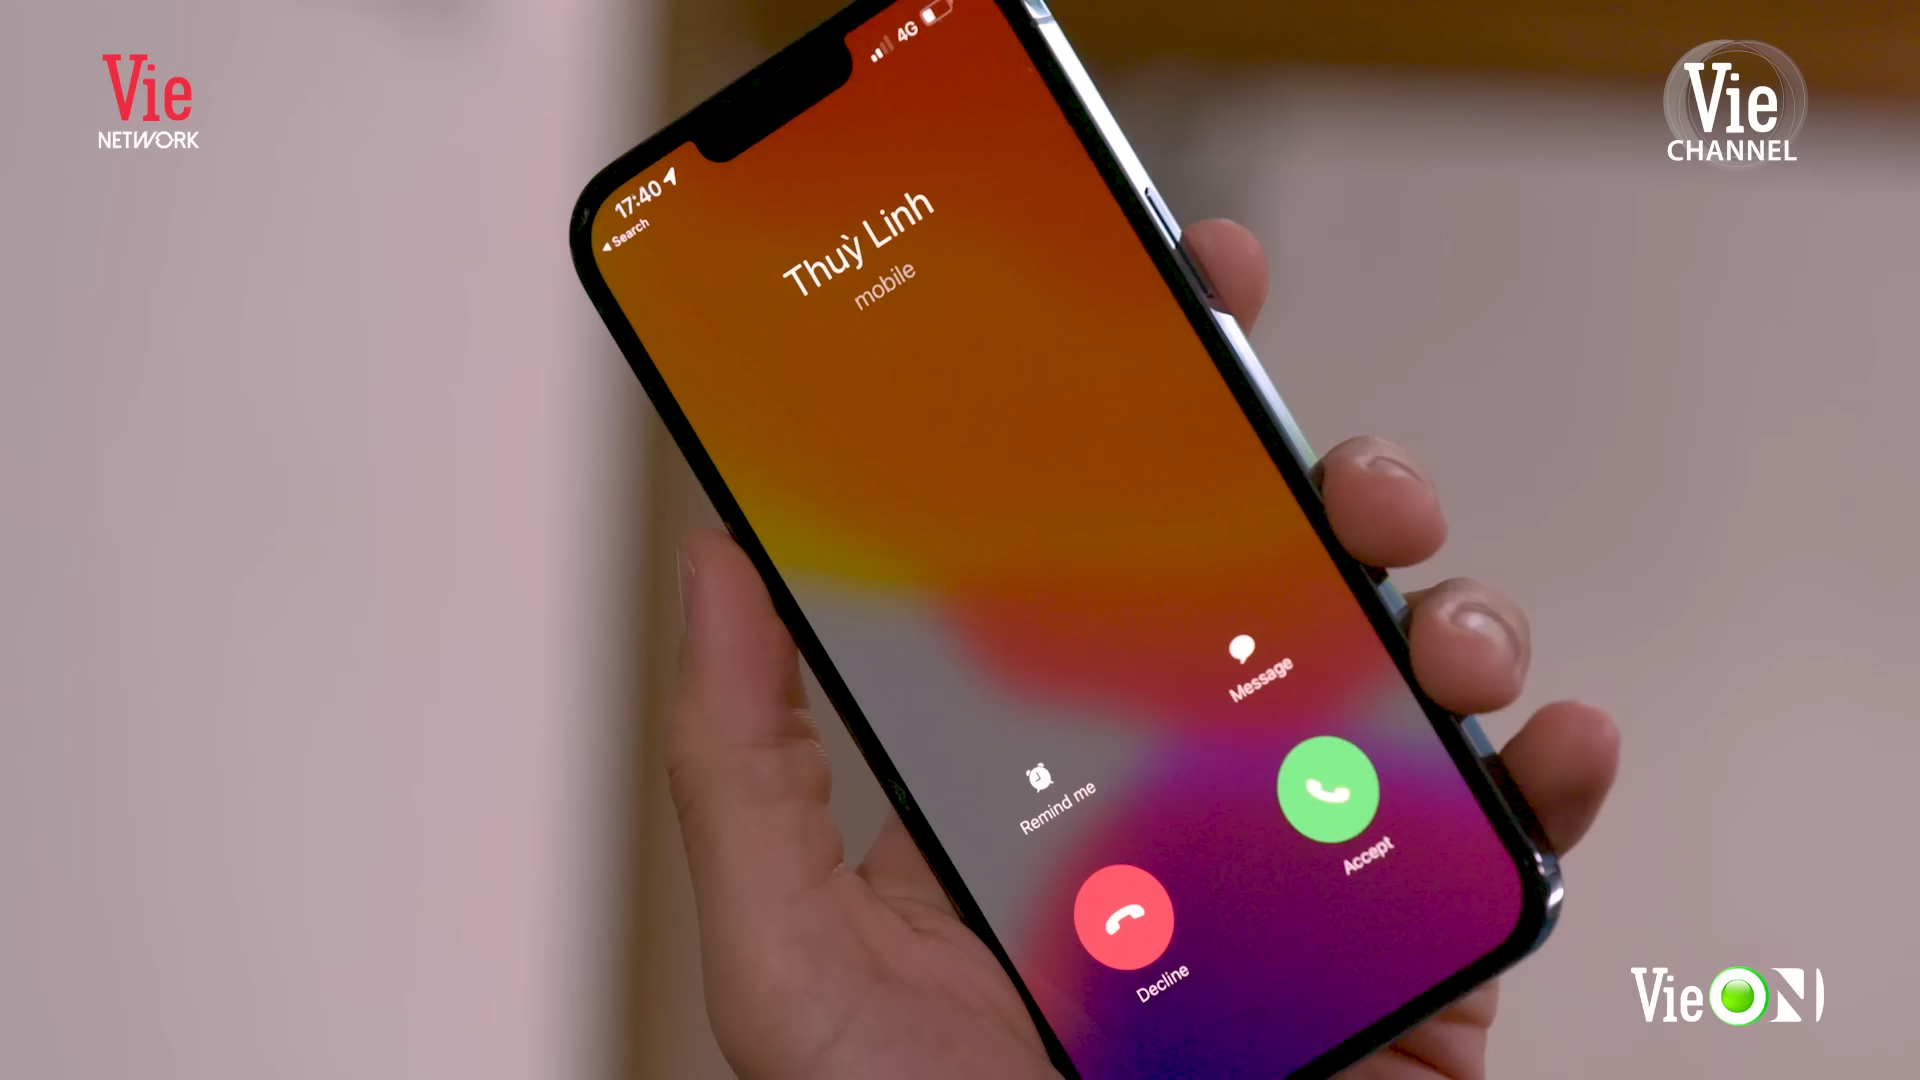 Vie
NETWORK
Vie
CHANNEL
4G
17:40
Search
Thuỳ Linh
mobile
Message
Remind me
Accept
Decline
VieON